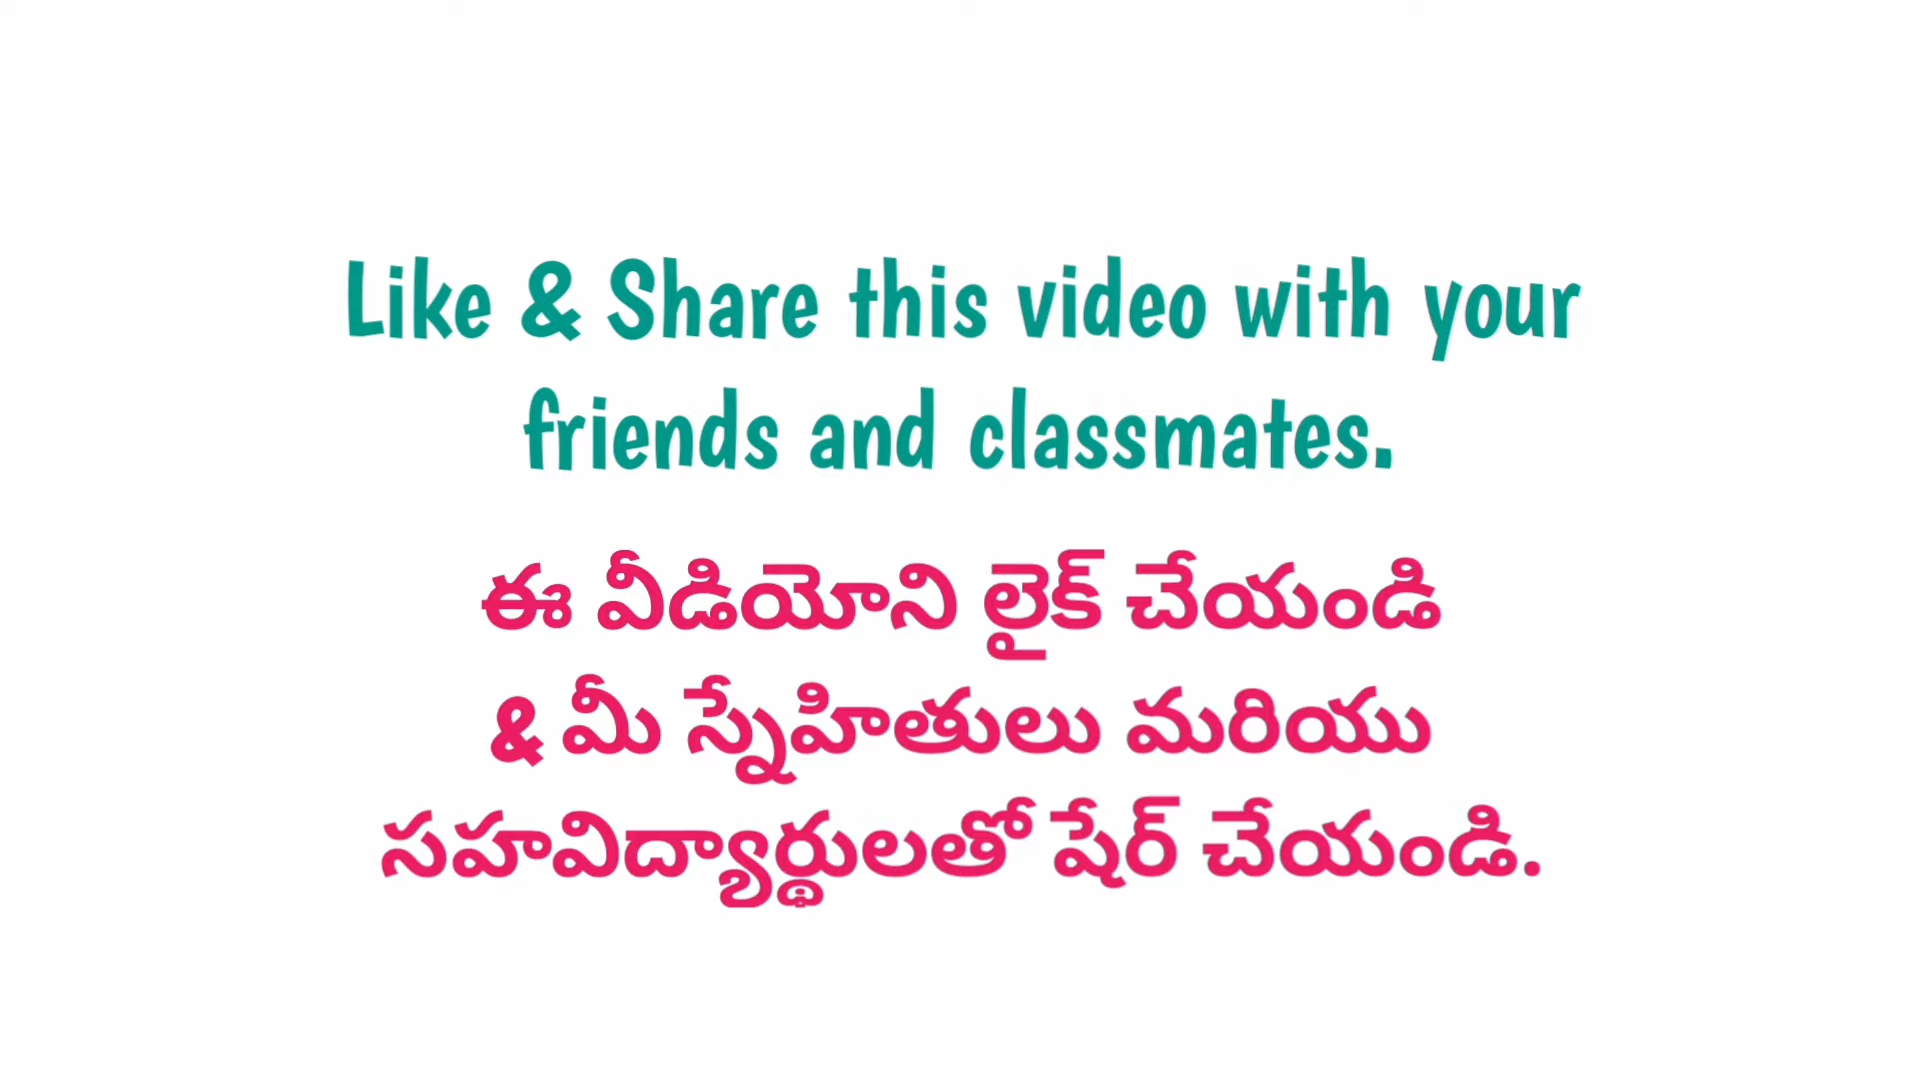 Like & Share this video with your
friends and classmates.
ఈ వీడియోని లైక్ చేయండి
& మీ స్నేహితులు మరియు
సహవిద్యార్థులతో షేర్ చేయండి.